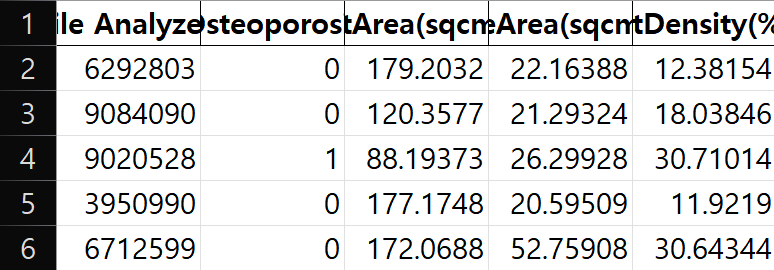 1 ile Analyze Osteoporost tArea(sqcm eArea(sqcm tDensity(%
2 6292803 0 179.2032 22.16388 12.38154
3 9084090 0 120.3577 21.29324 18.03846
4 9020528 1 88.19373 26.29928 30.71014
5 3950990 0 177.1748 20.59509 11.9219
6 6712599 0 172.0688 52.75908 30.64344